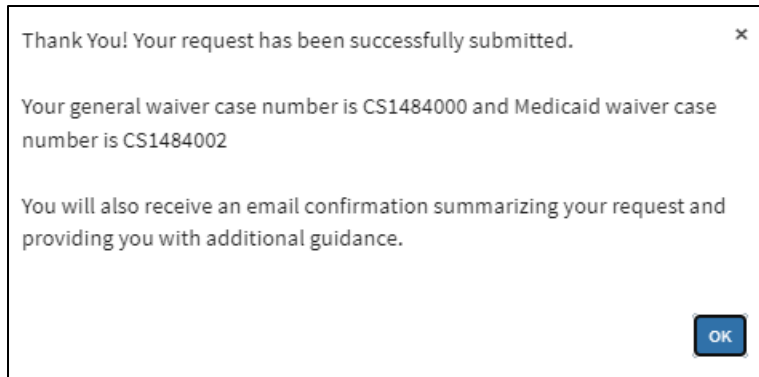 Thank You! Your request has been successfully submitted.
×
Your general waiver case number is CS1484000 and Medicaid waiver case
number is CS1484002
You will also receive an email confirmation summarizing your request and
providing you with additional guidance.
OK